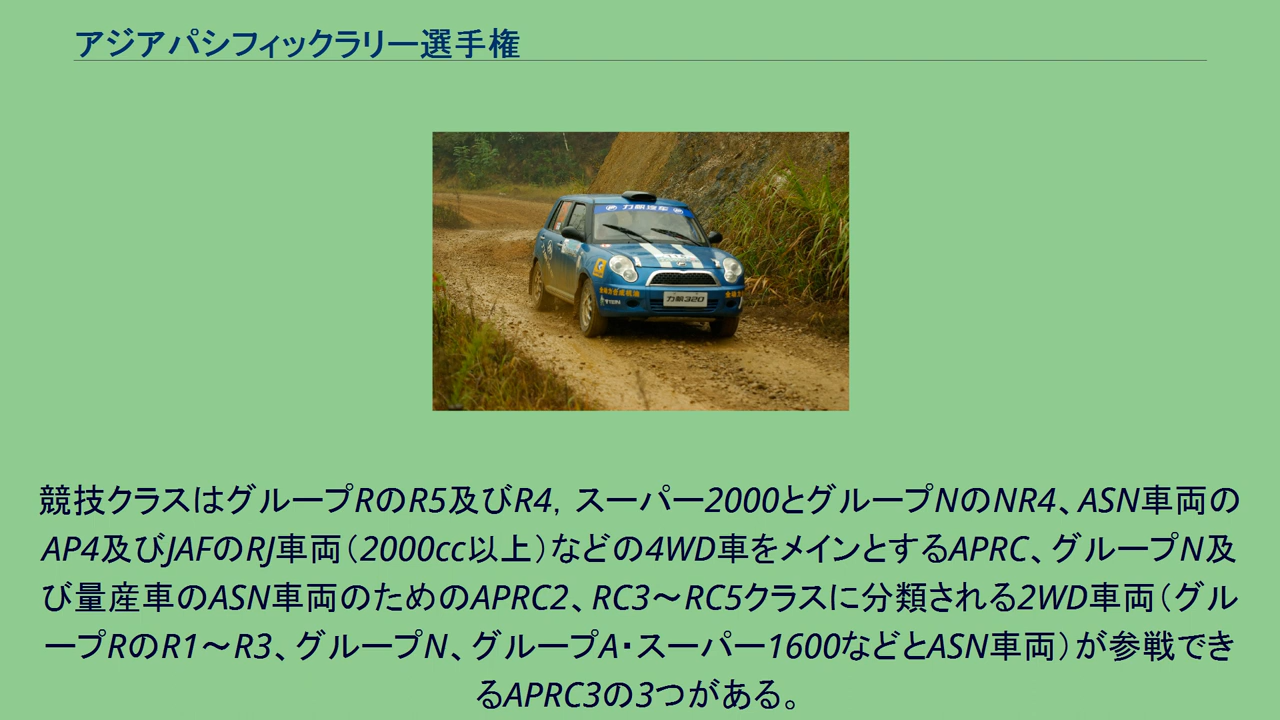 アジアパシフィックラリー選手権
力帆汽车
力帆320
競技クラスはグループRのR5及びR4，スーパー2000とグループNのNR4、ASN車両の
AP4及びJAFのRJ車両（2000cc以上）などの4WD車をメインとするAPRC、グループN及
び量産車のASN車両のためのAPRC2、RC3～RC5クラスに分類される2WD車両（グル
ープRのR1～R3、グループN、グループA・スーパー1600などとASN車両）が参戦でき
るAPRC3の3つがある。